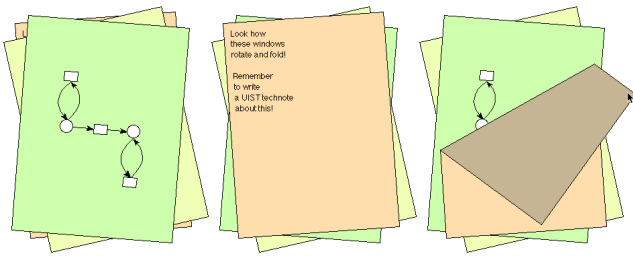 Look how
these windows
rotate and fold!
Remember
to write
a UIST technote
about this!